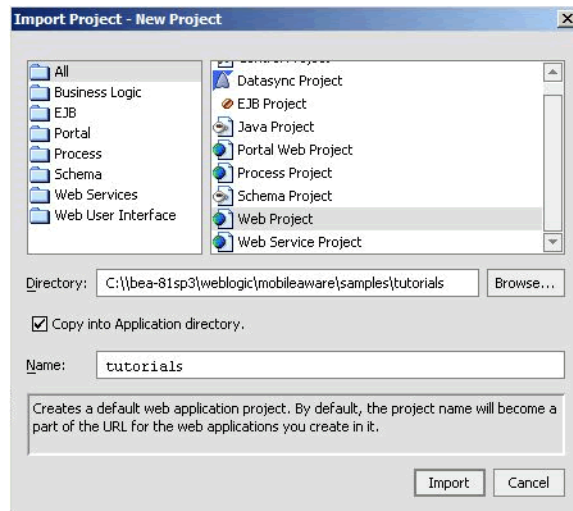 Import Project - New Project
All
Business Logic
EJB
Portal
Process
Schema
Web Services
Web User Interface
Datasync Project
EJB Project
Java Project
Portal Web Project
Process Project
Schema Project
Web Project
Web Service Project
Directory: C:\\bea-81sp3\weblogic\mobileaware\samples\tutorials Browse...
Copy into Application directory.
Name: tutorials
Creates a default web application project. By default, the project name will become a
part of the URL for the web applications you create in it.
Import Cancel